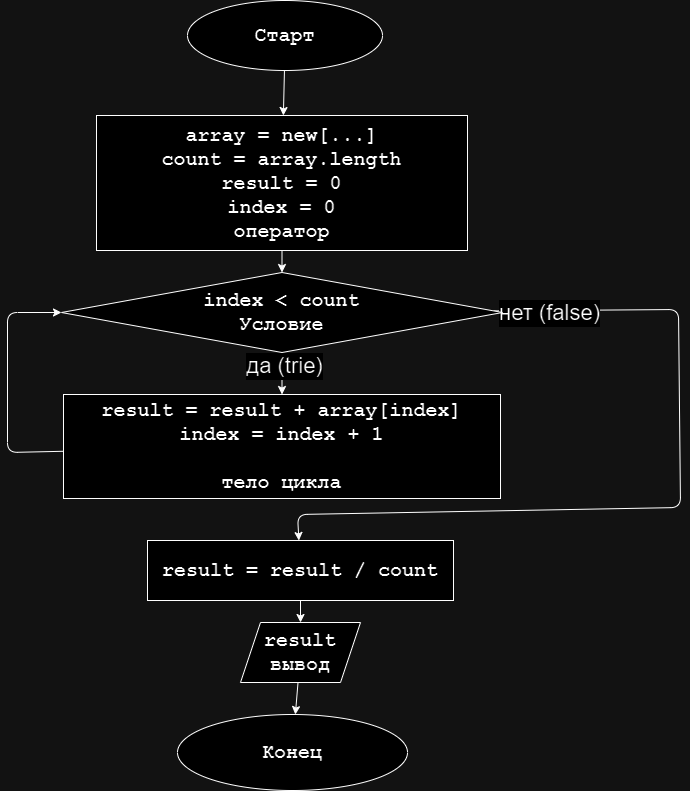 Старт
array = new[...]
count = array.length
result = 0
index = 0
оператор
index < count
Условие
нет (false)
да (trie)
result = result + array[index]
index = index + 1
тело цикла
result = result / count
result
вывод
Конец